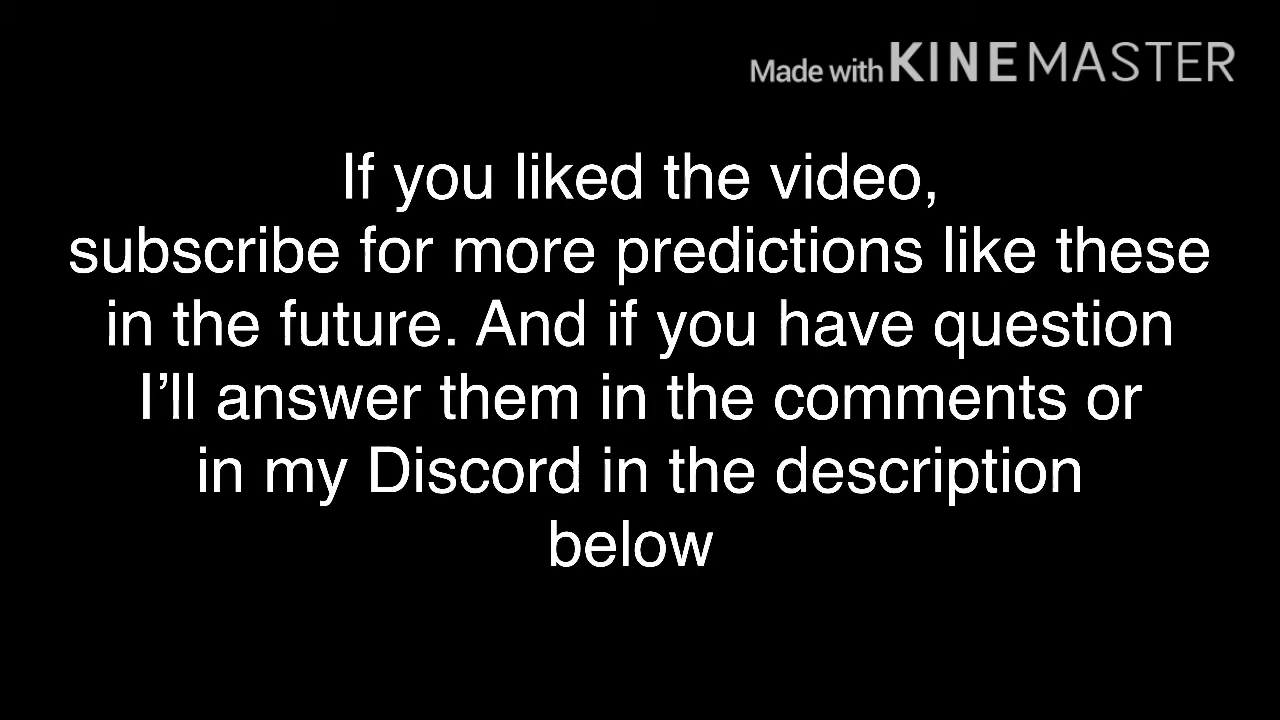 Made with KINEMASTER
If you liked the video,
subscribe for more predictions like these
in the future. And if you have question
I’ll answer them in the comments or
in my Discord in the description
below